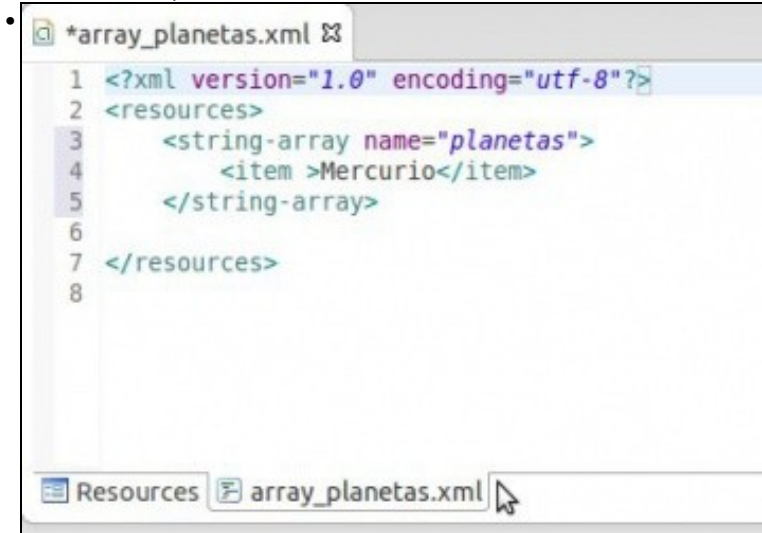 *array_planetas.xml
1 <?xml version="1.0" encoding="utf-8"?>
2 <resources>
3 <string-array name="planetas">
4 <item >Mercurio</item>
5 </string-array>
6
7 </resources>
8
Resources array_planetas.xml